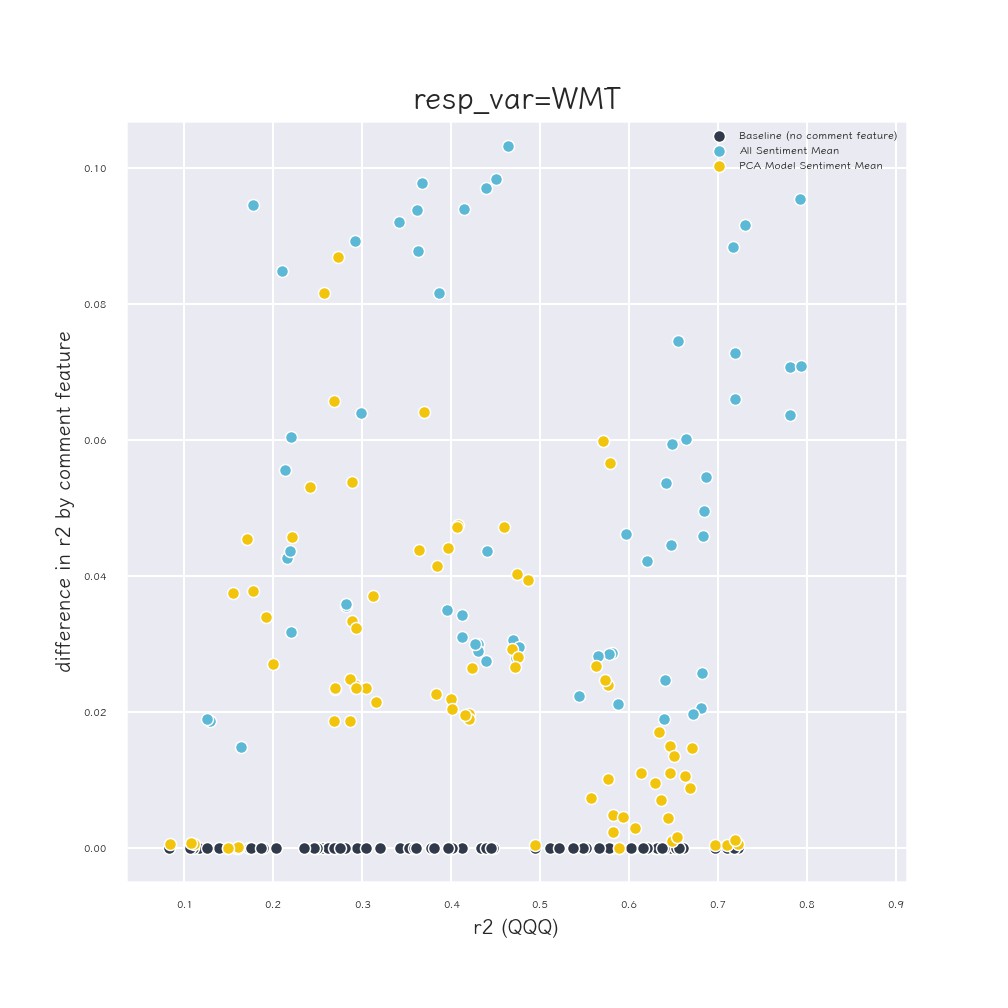 resp_var=WMT
Baseline (no comment feature)
All Sentiment Mean
PCA Model Sentiment Mean
difference in r2 by comment feature
0.10
0.08
0.06
0.04
0.02
0.00
0.1 0.2 0.3 0.4 0.5 0.6 0.7 0.8 0.9
r2 (QQQ)